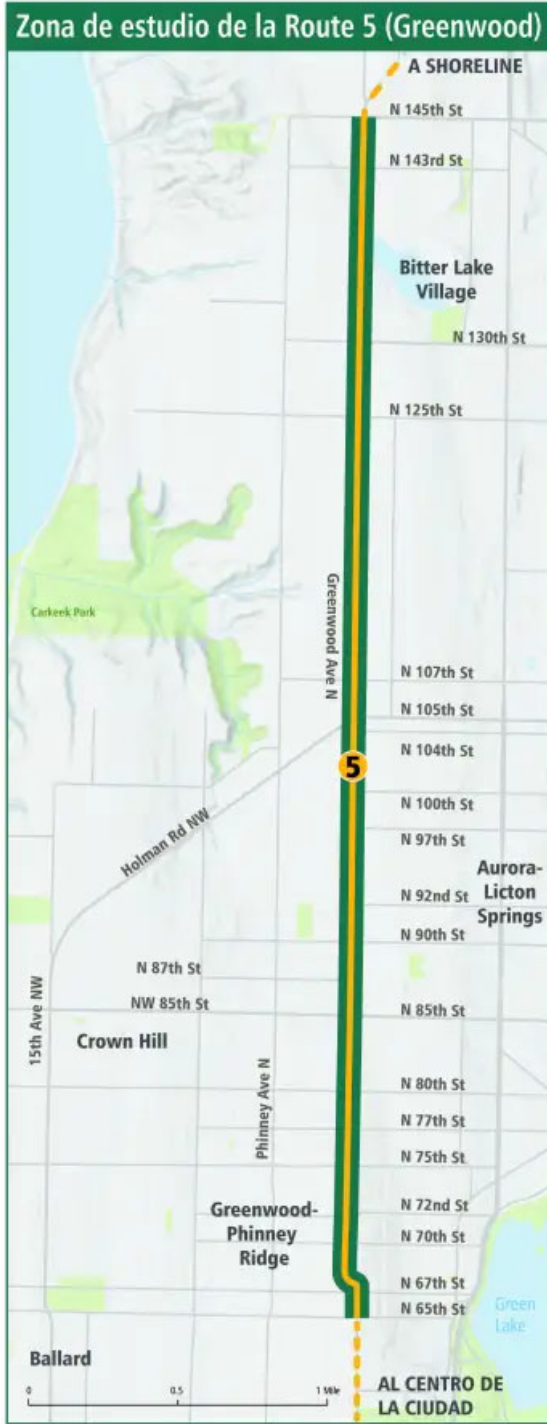 Zona de estudio de la Route 5 (Greenwood)
A SHORELINE
N 145th St
N 143rd St
Bitter Lake
Village
N 130th St
N 125th St
Carkeek Park
Greenwood Ave N
N 107th St
N 105th St
N 104th St
5
N 100th St
Holman Rd NW
N 97th St
Aurora-
Licton
Springs
N 92nd St
N 90th St
N 87th St
NW 85th St
N 85th St
15th Ave NW
Crown Hill
Phinney Ave N
N 80th St
N 77th St
N 75th St
Greenwood-
Phinney
Ridge
N 72nd St
N 70th St
N 67th St
N 65th St
Green
Lake
Ballard
0 0.5 1 Mile
AL CENTRO DE
LA CIUDAD